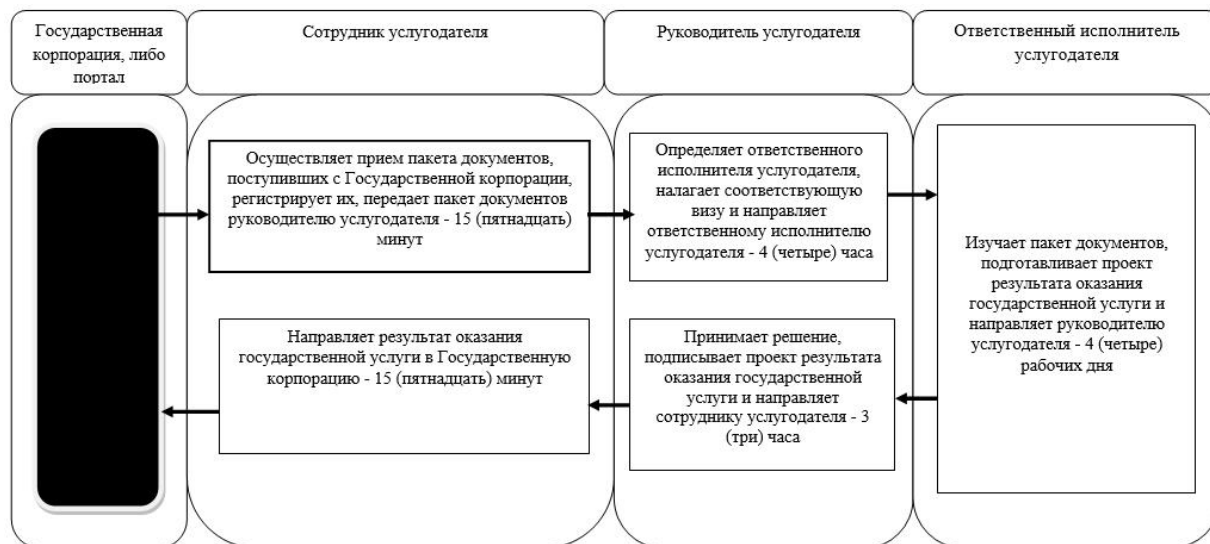 Государственная
корпорация, либо
портал
Сотрудник услугодателя
Руководитель услугодателя
Ответственный исполнитель
услугодателя
Осуществляет прием пакета документов,
поступивших с Государственной корпорации,
регистрирует их, передает пакет документов
руководителю услугодателя - 15 (пятнадцать)
минут
Определяет ответственного
исполнителя услугодателя,
налагает соответствующую
визу и направляет
ответственному исполнителю
услугодателя - 4 (четыре) часа
Изучает пакет документов,
подготавливает проект
результата оказания
государственной услуги и
направляет руководителю
услугодателя - 4 (четыре)
рабочих дня
Принимает решение,
подписывает проект результата
оказания государственной
услуги и направляет
сотруднику услугодателя - 3
(три) часа
Направляет результат оказания
государственной услуги в Государственную
корпорацию - 15 (пятнадцать) минут